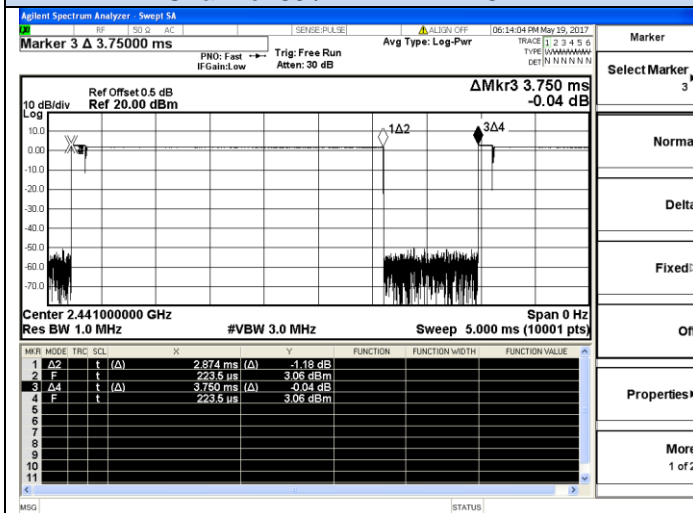 Agilent Spectrum Analyzer - Swept SA
RF 50 Ω AC SENSE:PULSE ALIGN OFF 06:14:04 PM May 19, 2017
Marker 3 Δ 3.75000 ms
PNO: Fast
IFGain:Low
Trig: Free Run
Atten: 30 dB
Avg Type: Log-Pwr
TRACE 1 2 3 4 5 6
TYPE WWWWWW
DET N N N N N N
Ref Offset 0.5 dB
Ref 20.00 dBm
10 dB/div
Log
ΔMkr3 3.750 ms
-0.04 dB
10.0
0.00
-10.0
-20.0
-30.0
-40.0
-50.0
-60.0
-70.0
1Δ2
3Δ4
Center 2.441000000 GHz
Span 0 Hz
Res BW 1.0 MHz
#VBW 3.0 MHz
Sweep 5.000 ms (10001 pts)
MKR MODE TRC SCL X Y FUNCTION FUNCTION WIDTH FUNCTION VALUE
1 Δ2 t (Δ) 2.874 ms (Δ) -1.18 dB
2 F t 223.5 µs 3.06 dBm
3 Δ4 t (Δ) 3.750 ms (Δ) -0.04 dB
4 F t 223.5 µs 3.06 dBm
5
6
7
8
9
10
11
MSG
STATUS
Marker
Select Marker
3
Norma
Delta
Fixed
Of
Properties
More
1 of 2